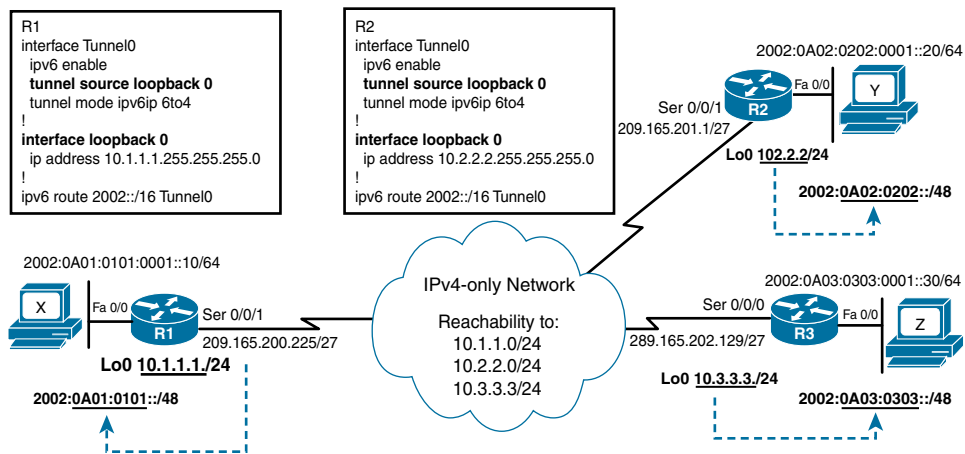 R1
interface Tunnel0
ipv6 enable
tunnel source loopback 0
tunnel mode ipv6ip 6to4
!
interface loopback 0
ip address 10.1.1.1.255.255.255.0
!
ipv6 route 2002::/16 Tunnel0
R2
interface Tunnel0
ipv6 enable
tunnel source loopback 0
tunnel mode ipv6ip 6to4
!
interface loopback 0
ip address 10.2.2.2.255.255.255.0
!
ipv6 route 2002::/16 Tunnel0
2002:0A02:0202:0001::20/64
Fa 0/0
Y
R2
Ser 0/0/1
209.165.201.1/27
Lo0 102.2.2/24
2002:0A02:0202::/48
2002:0A01:0101:0001::10/64
X
Fa 0/0
R1
Ser 0/0/1
209.165.200.225/27
Lo0 10.1.1.1./24
2002:0A01:0101::/48
IPv4-only Network
Reachability to:
10.1.1.0/24
10.2.2.0/24
10.3.3.3/24
2002:0A03:0303:0001::30/64
Ser 0/0/0
Fa 0/0
R3
Z
289.165.202.129/27
Lo0 10.3.3.3./24
2002:0A03:0303::/48